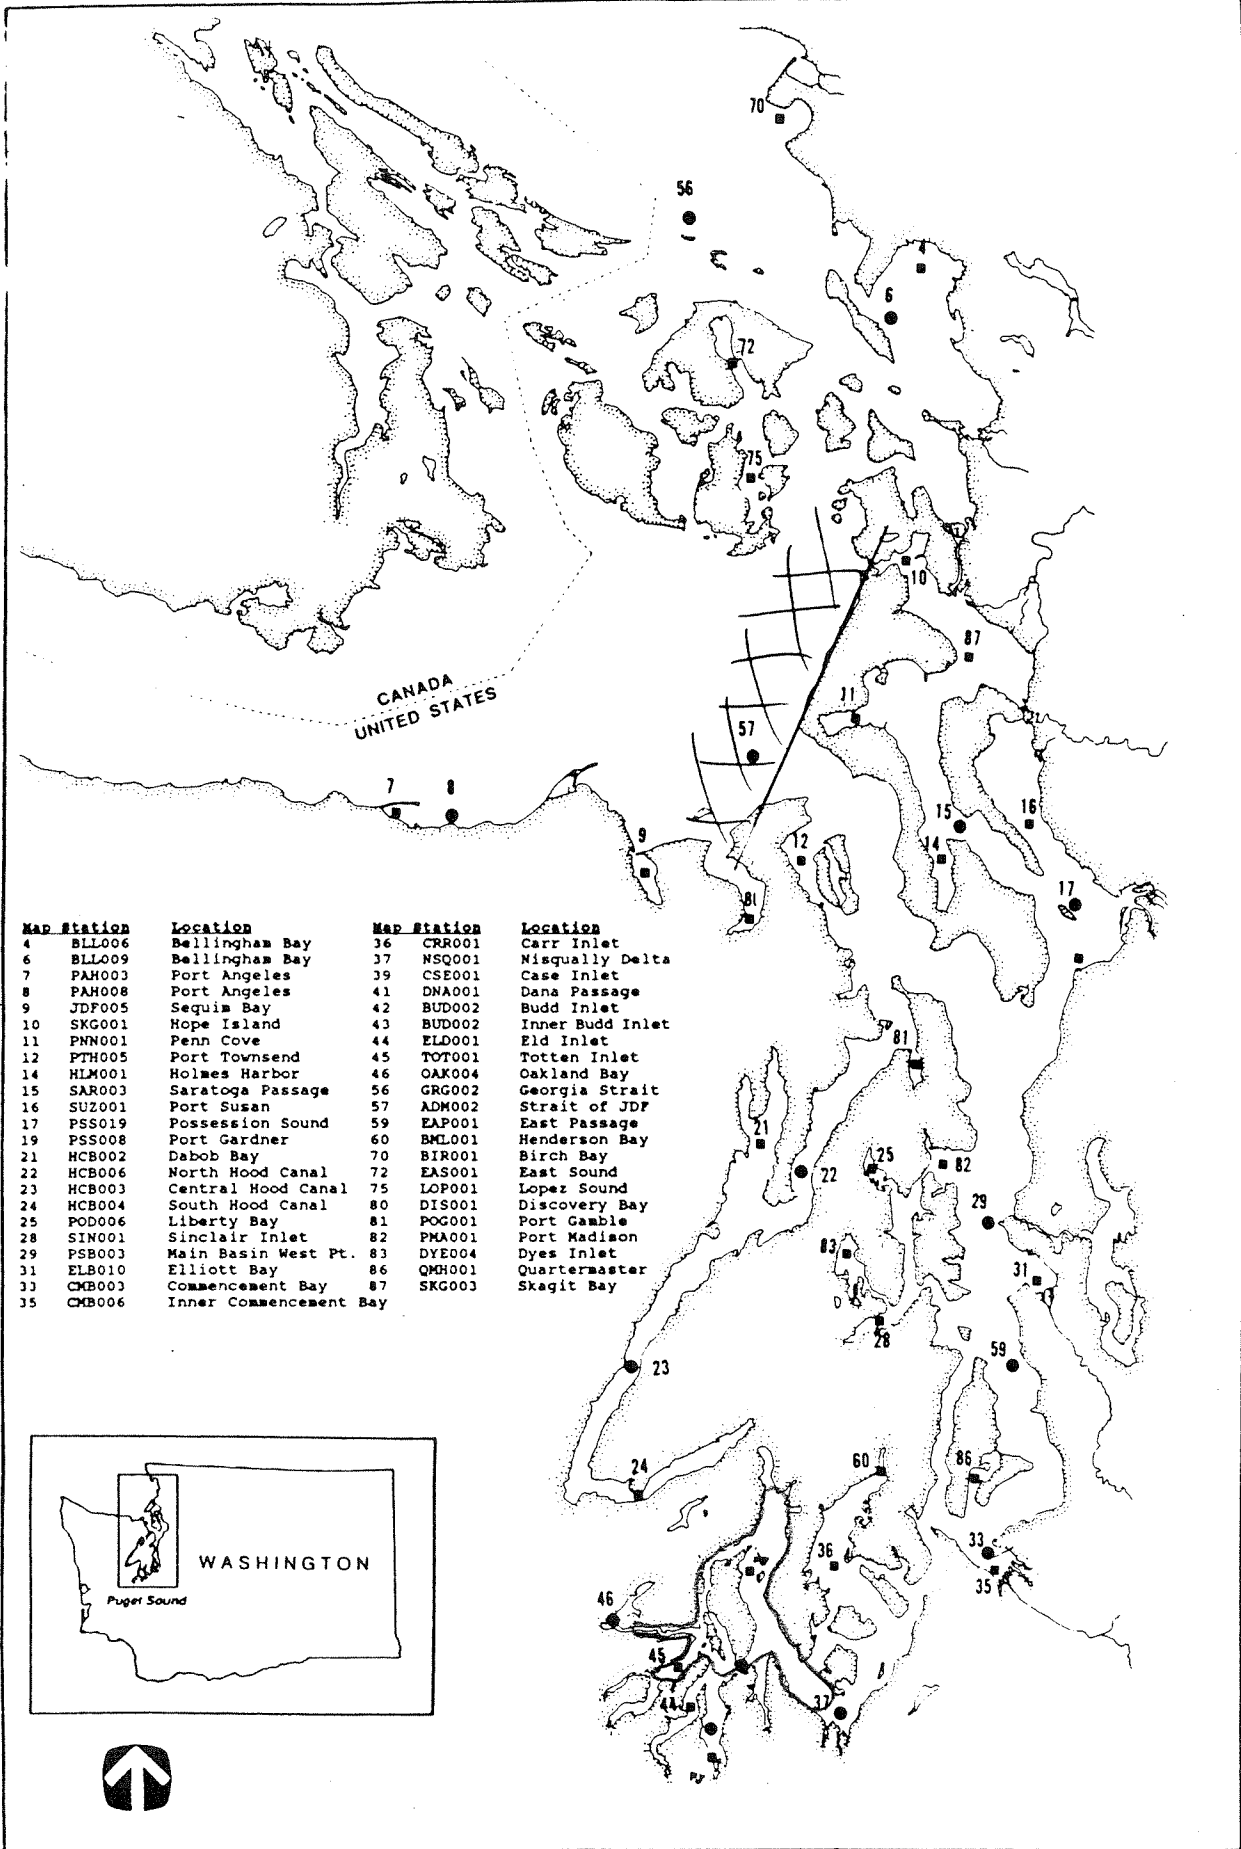 70
56
4
6
72
75
10
87
CANADA
UNITED STATES
11
57
7
8
15
16
9
12
14
17
80
Map Station Location Map Station Location
4 BLL006 Bellingham Bay 36 CRR001 Carr Inlet
6 BLL009 Bellingham Bay 37 NSQ001 Nisqually Delta
7 PAH003 Port Angeles 39 CSE001 Case Inlet
8 PAH008 Port Angeles 41 DNA001 Dana Passage
9 JDF005 Sequim Bay 42 BUD002 Budd Inlet
10 SKG001 Hope Island 43 BUD002 Inner Budd Inlet
11 PNN001 Penn Cove 44 ELD001 Eld Inlet
12 PTH005 Port Townsend 45 TOT001 Totten Inlet
14 HLM001 Holmes Harbor 46 OAK004 Oakland Bay
15 SAR003 Saratoga Passage 56 GRG002 Georgia Strait
16 SUZ001 Port Susan 57 ADM002 Strait of JDF
17 PSS019 Possession Sound 59 EAP001 East Passage
19 PSS008 Port Gardner 60 BML001 Henderson Bay
21 HCB002 Dabob Bay 70 BIR001 Birch Bay
22 HCB006 North Hood Canal 72 EAS001 East Sound
23 HCB003 Central Hood Canal 75 LOP001 Lopez Sound
24 HCB004 South Hood Canal 80 DIS001 Discovery Bay
25 POD006 Liberty Bay 81 POG001 Port Gamble
28 SIN001 Sinclair Inlet 82 PMA001 Port Madison
29 PSB003 Main Basin West Pt. 83 DYE004 Dyes Inlet
31 ELB010 Elliott Bay 86 QMH001 Quartermaster
33 CMB003 Commencement Bay 87 SKG003 Skagit Bay
35 CMB006 Inner Commencement Bay
81
21
25
82
22
29
83
31
28
23
59
24
60
86
WASHINGTON
Puget Sound
33
36
35
46
45
44
37